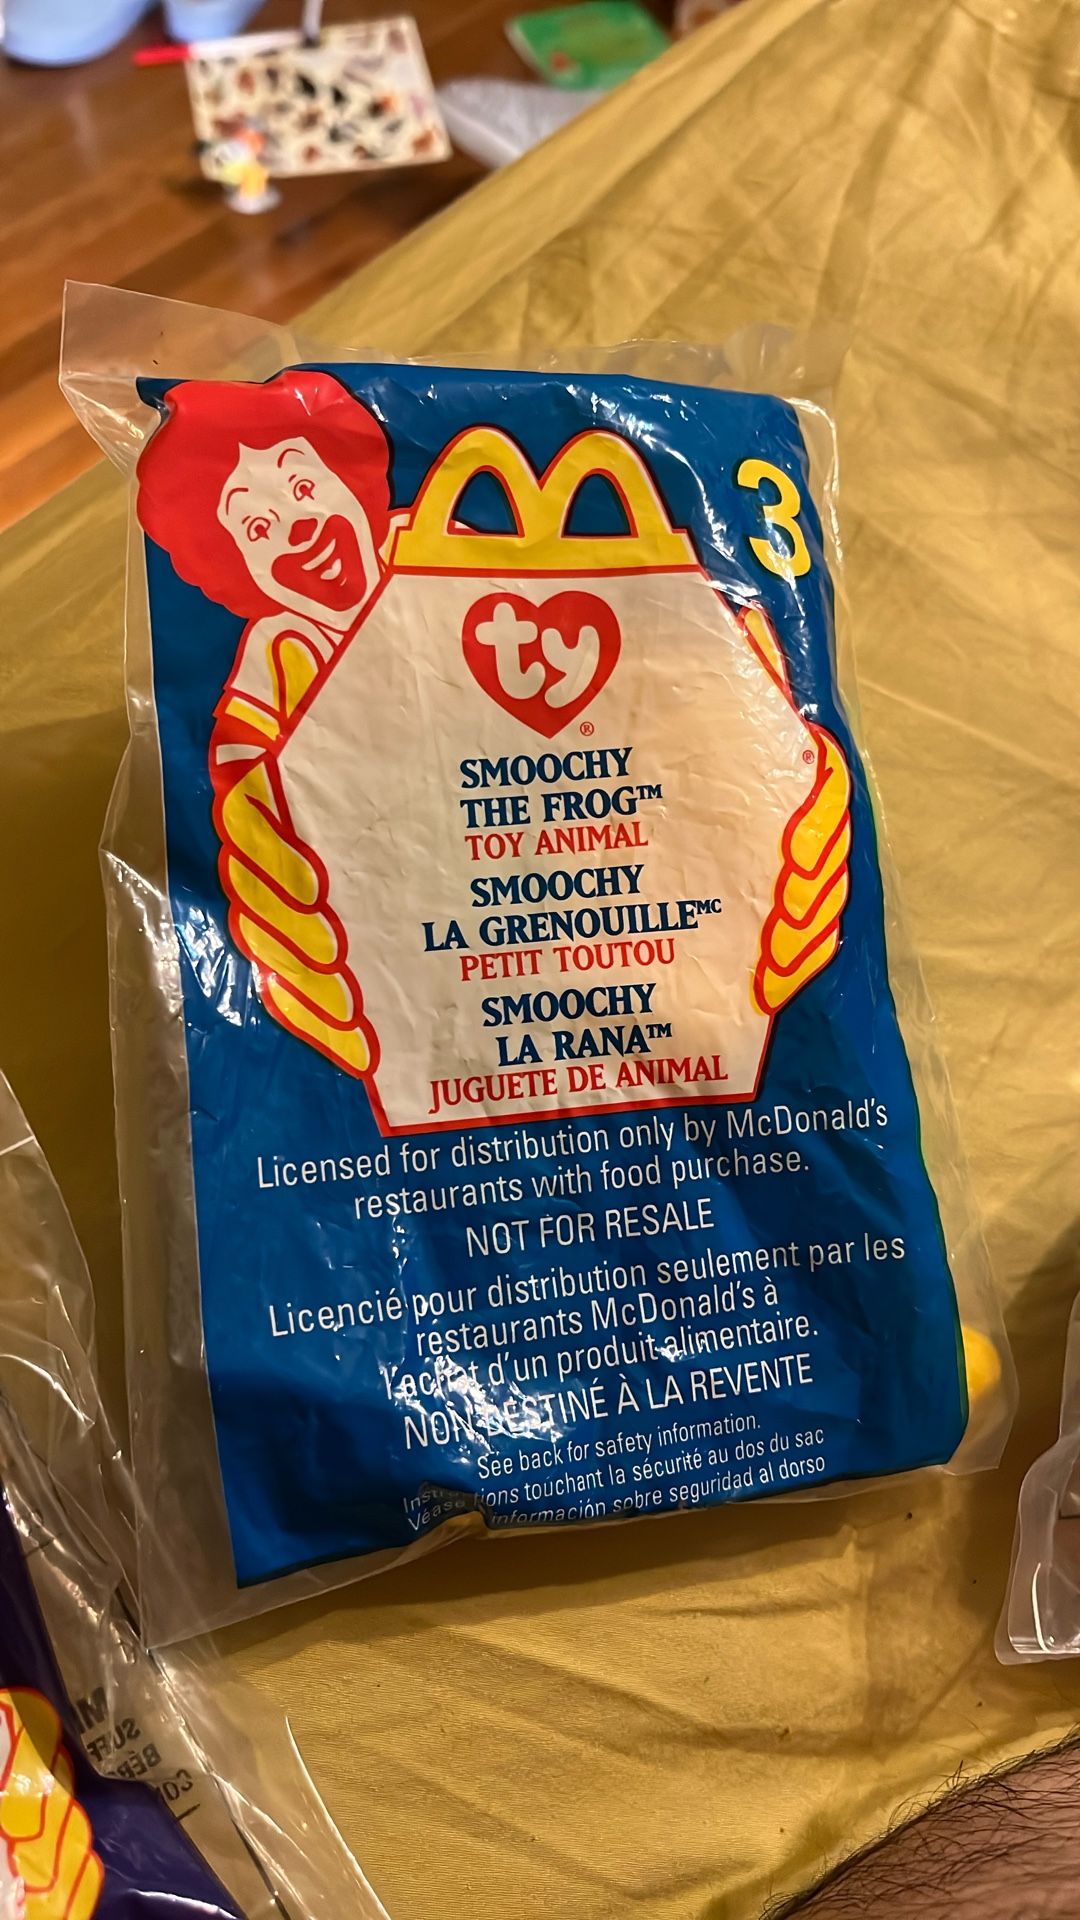 3
ty
®
SMOOCHY
THE FROG™
TOY ANIMAL
SMOOCHY
LA GRENOUILLEᴹᶜ
PETIT TOUTOU
SMOOCHY
LA RANA™
JUGUETE DE ANIMAL
®
Licensed for distribution only by McDonald's
restaurants with food purchase.
NOT FOR RESALE
Licencié pour distribution seulement par les
restaurants McDonald's à
l'achat d'un produit alimentaire.
NON DESTINÉ À LA REVENTE
See back for safety information.
touchant la sécurité au dos du sac
Véase información sobre seguridad al dorso